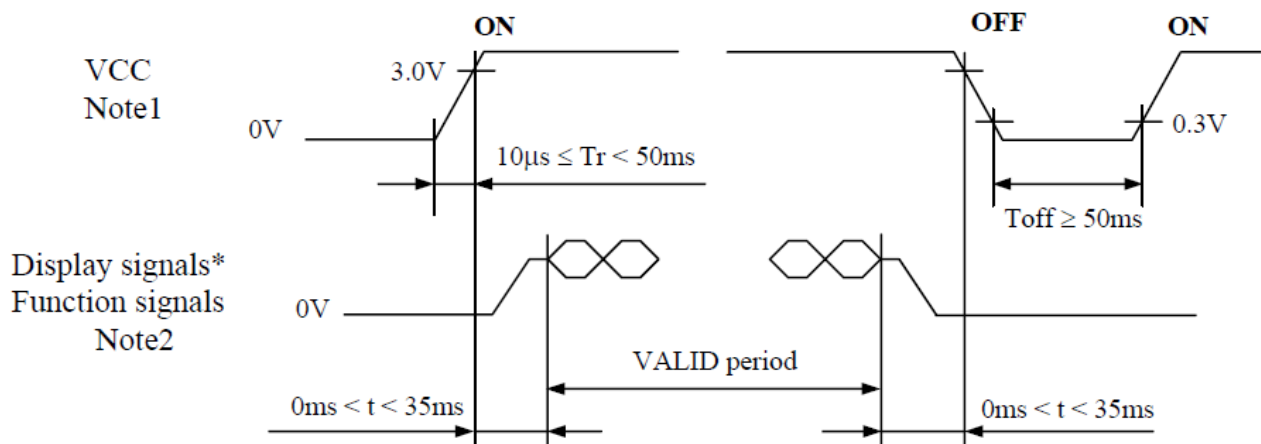 ON
OFF
ON
VCC
Note1
3.0V
0V
0.3V
10μs ≤ Tr < 50ms
Toff ≥ 50ms
Display signals*
Function signals
Note2
0V
VALID period
0ms < t < 35ms
0ms < t < 35ms